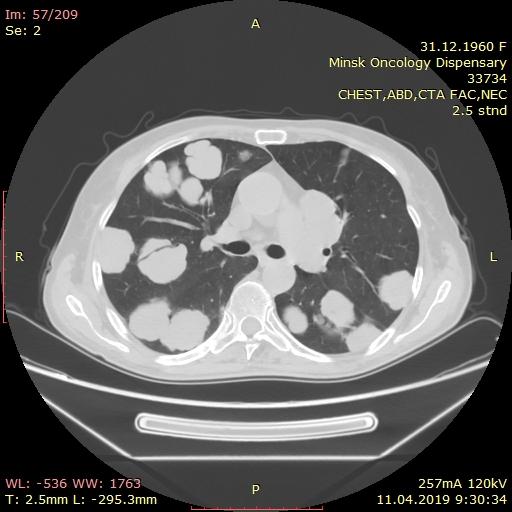 Im: 57/209
Se: 2
A
31.12.1960 F
Minsk Oncology Dispensary
33734
CHEST,ABD,CTA FAC,NEC
2.5 stnd
R
L
WL: -536 WW: 1763
T: 2.5mm L: -295.3mm
P
257mA 120kV
11.04.2019 9:30:34